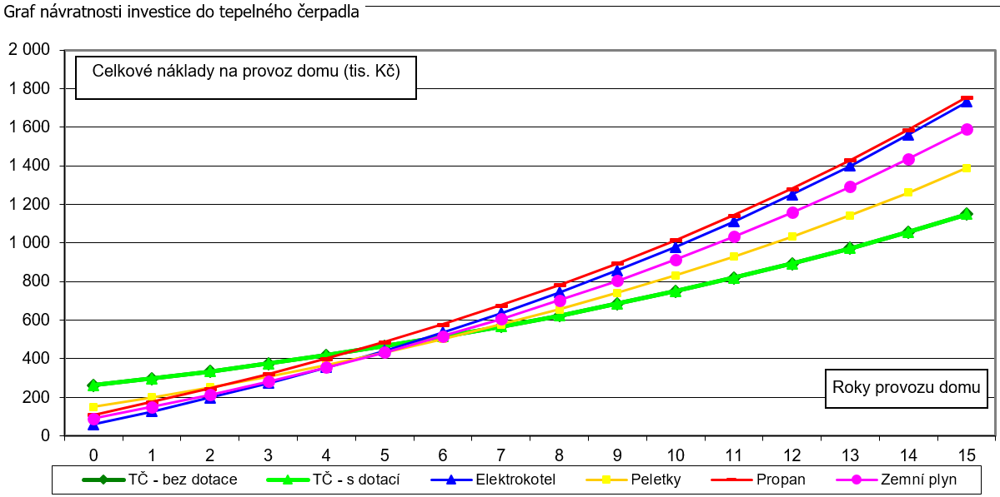 Graf návratnosti investice do tepelného čerpadla
2 000
Celkové náklady na provoz domu (tis. Kč)
1 800
1 600
1 400
1 200
1 000
800
600
400
Roky provozu domu
200
0
0 1 2 3 4 5 6 7 8 9 10 11 12 13 14 15
TČ - bez dotace TČ - s dotací Elektrokotel Peletky Propan Zemní plyn